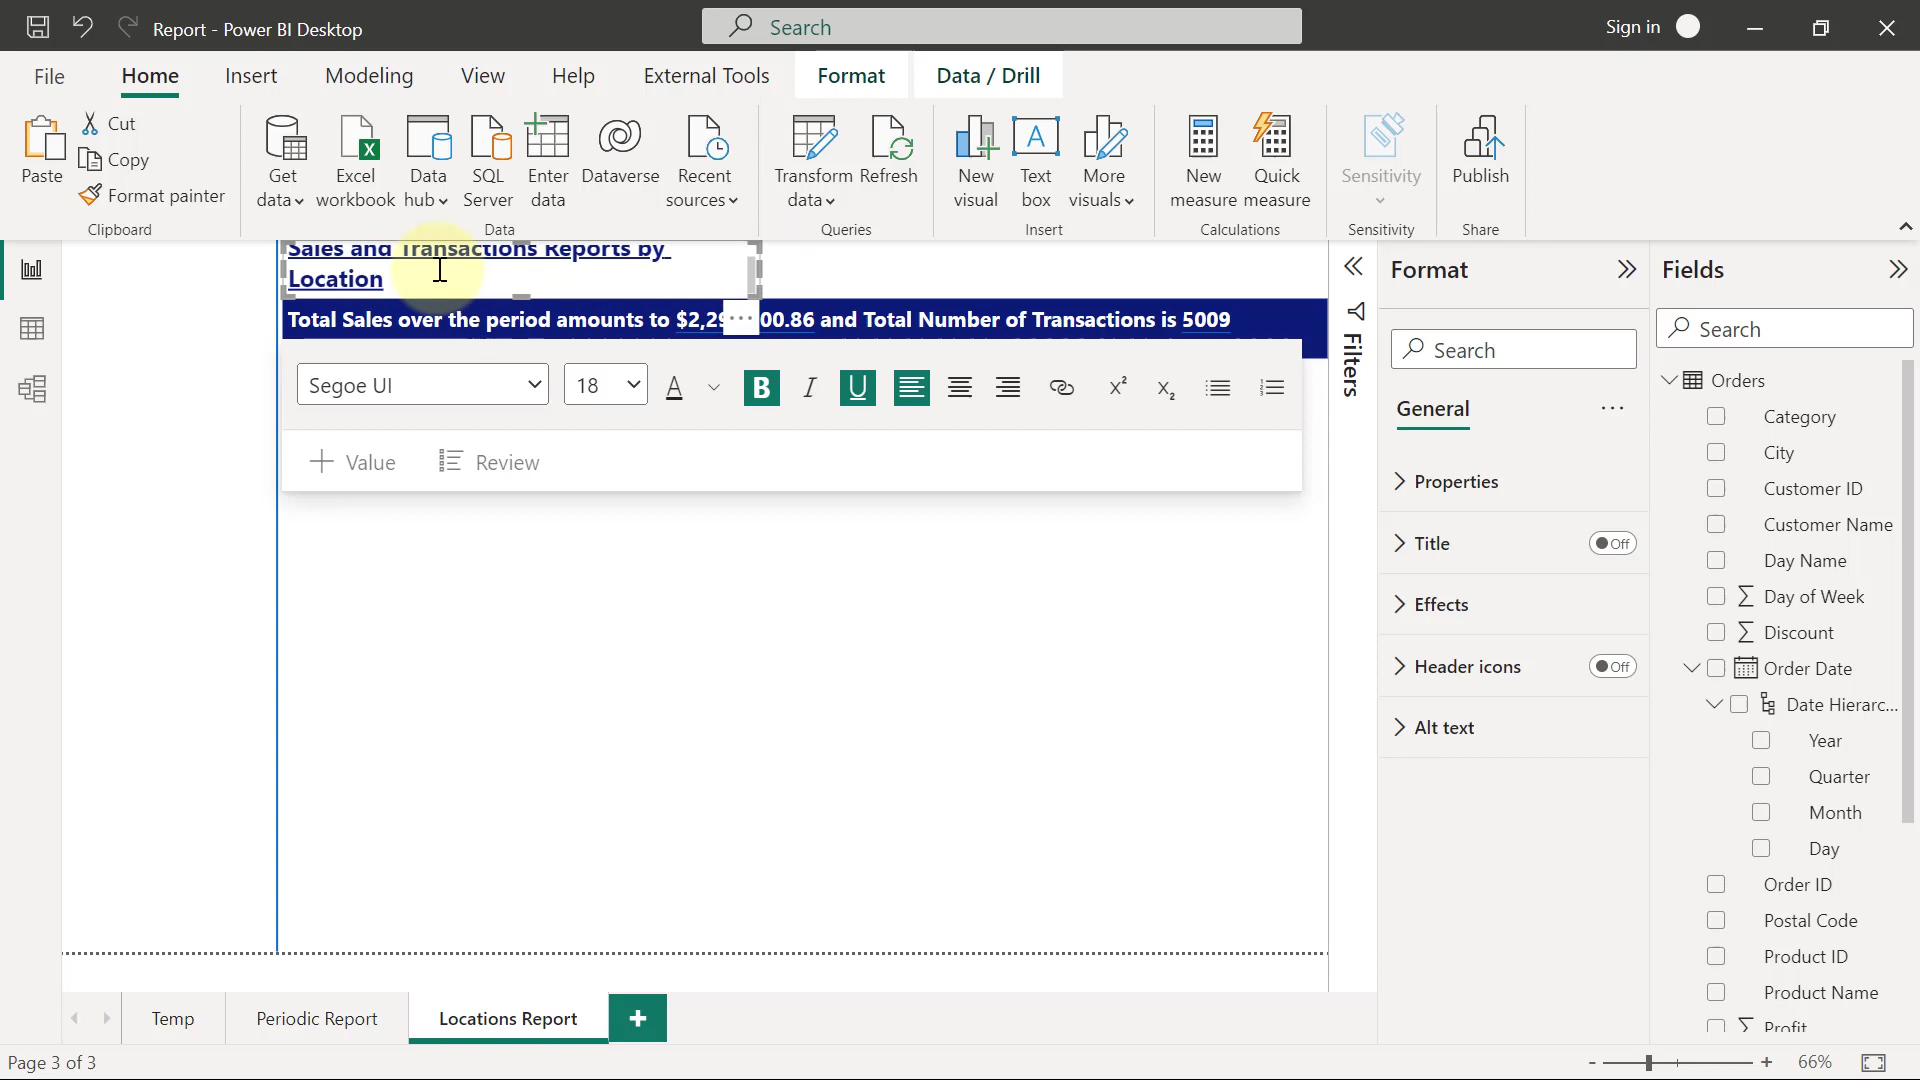 Report - Power BI Desktop
Search
Sign in
File
Home
Insert
Modeling
View
Help
External Tools
Format
Data / Drill
Paste
Cut
Copy
Format painter
Clipboard
Get data
Excel workbook
Data hub
SQL Server
Enter data
Dataverse
Recent sources
Data
Transform data
Refresh
Queries
New visual
Text box
More visuals
Insert
New measure
Quick measure
Calculations
Sensitivity
Sensitivity
Publish
Share
Sales and Transactions Reports by
Location
Total Sales over the period amounts to $2,29 00.86 and Total Number of Transactions is 5009
Segoe UI
18
Value
Review
Filters
Format
Search
General
Properties
Title
Off
Effects
Header icons
Off
Alt text
Fields
Search
Orders
Category
City
Customer ID
Customer Name
Day Name
Day of Week
Discount
Order Date
Date Hierarc...
Year
Quarter
Month
Day
Order ID
Postal Code
Product ID
Product Name
Profit
Temp
Periodic Report
Locations Report
Page 3 of 3
66%